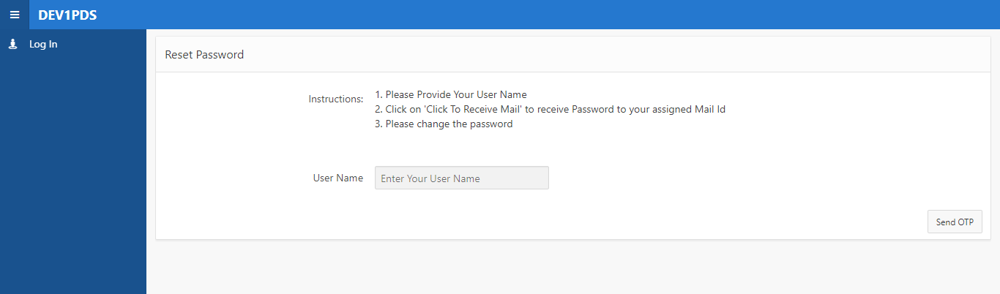 DEV1PDS
Log In
Reset Password
Instructions:
1. Please Provide Your User Name
2. Click on 'Click To Receive Mail' to receive Password to your assigned Mail Id
3. Please change the password
User Name
Enter Your User Name
Send OTP